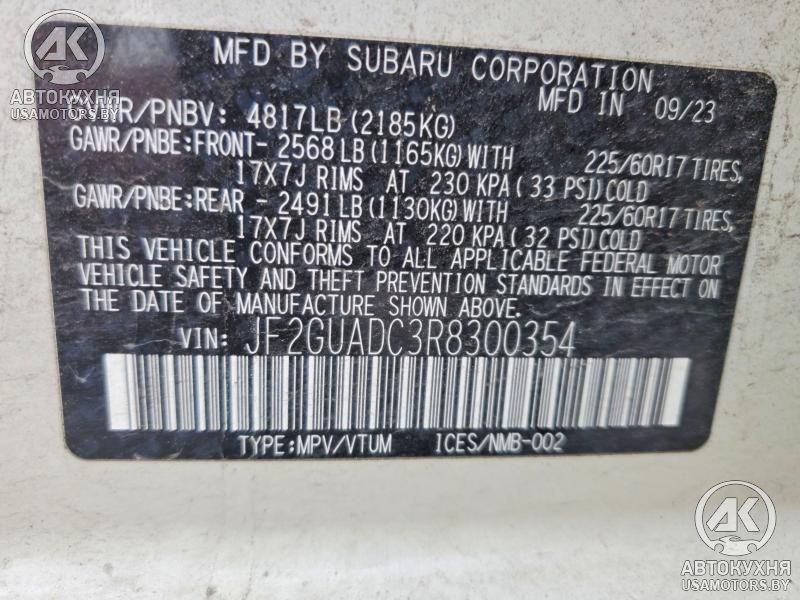 MFD BY SUBARU CORPORATION
MFD IN 09/23
GVWR/PNBV: 4817LB (2185KG)
GAWR/PNBE:FRONT- 2568LB(1165KG)WITH 225/60R17 TIRES,
17X7J RIMS AT 230 KPA( 33 PSI)COLD
GAWR/PNBE:REAR - 2491LB(1130KG)WITH 225/60R17 TIRES,
17X7J RIMS AT 220 KPA( 32 PSI)COLD
THIS VEHICLE CONFORMS TO ALL APPLICABLE FEDERAL MOTOR
VEHICLE SAFETY AND THEFT PREVENTION STANDARDS IN EFFECT ON
THE DATE OF MANUFACTURE SHOWN ABOVE.
VIN: JF2GUADC3R8300354
TYPE:MPV/VTUM ICES/NMB-002
АК
АВТОКУХНЯ
USAMOTORS.BY
АК
АВТОКУХНЯ
USAMOTORS.BY